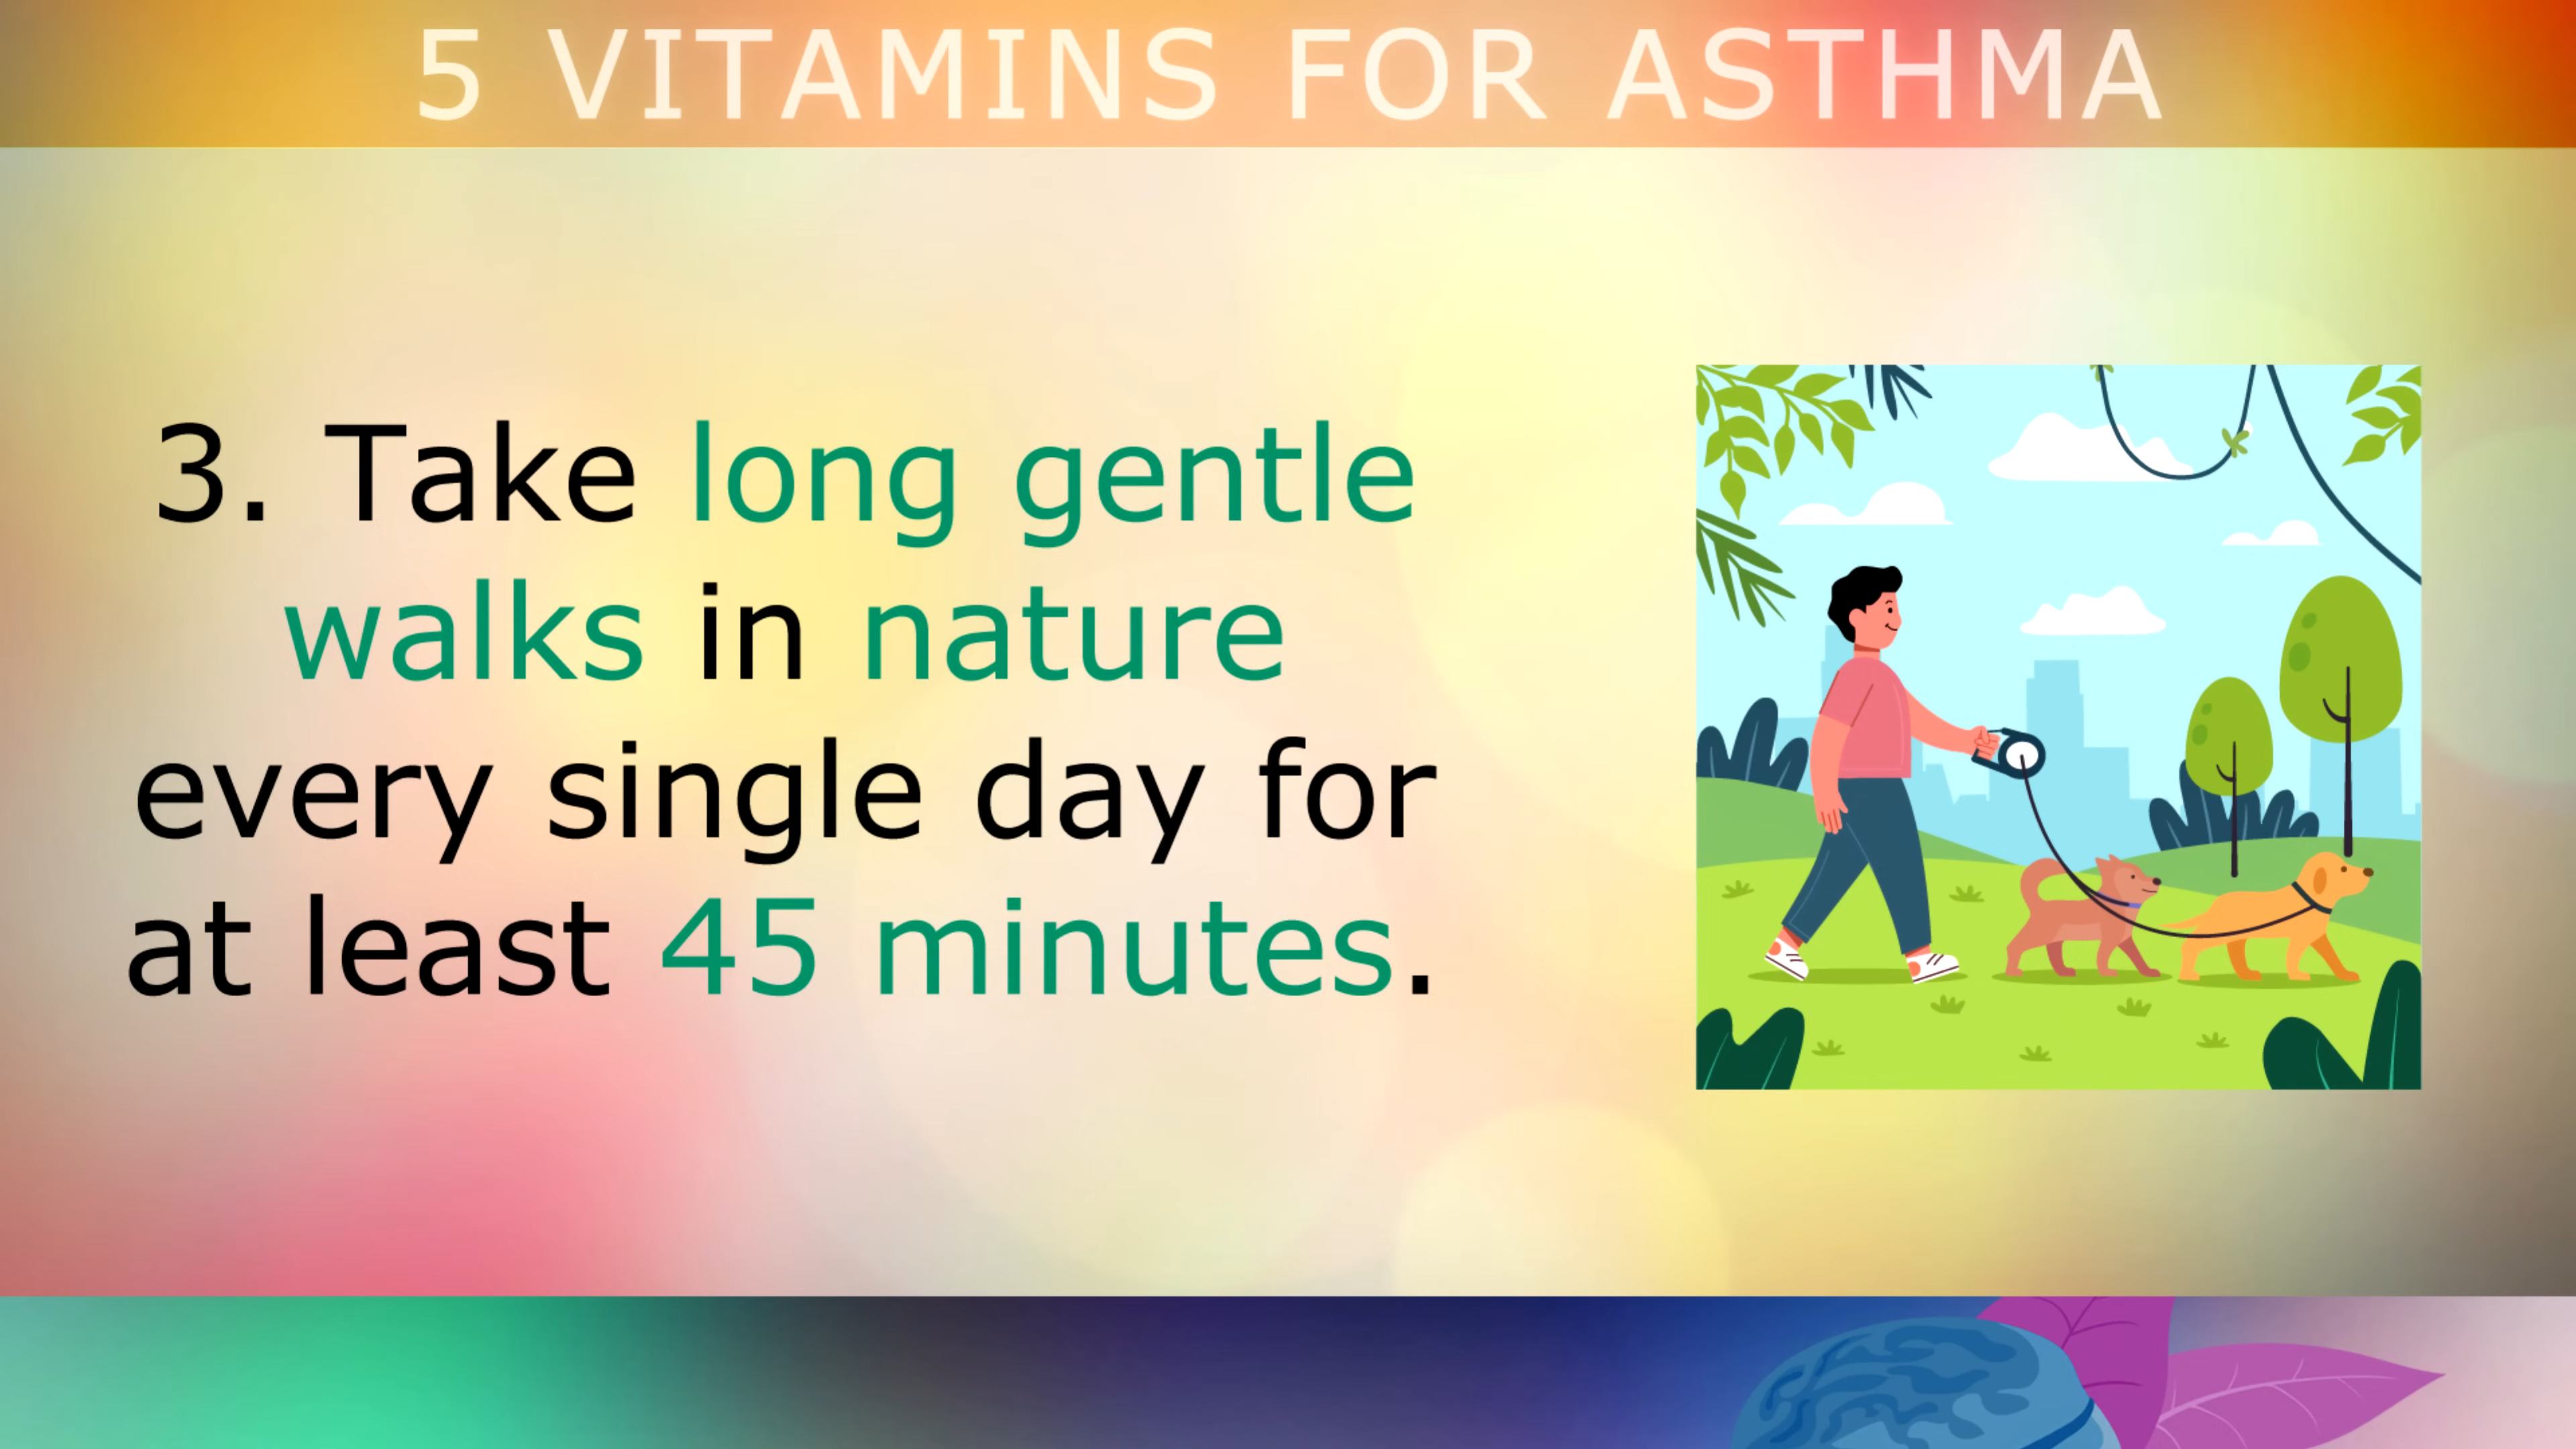 5 VITAMINS FOR ASTHMA
3. Take long gentle
walks in nature
every single day for
at least 45 minutes.